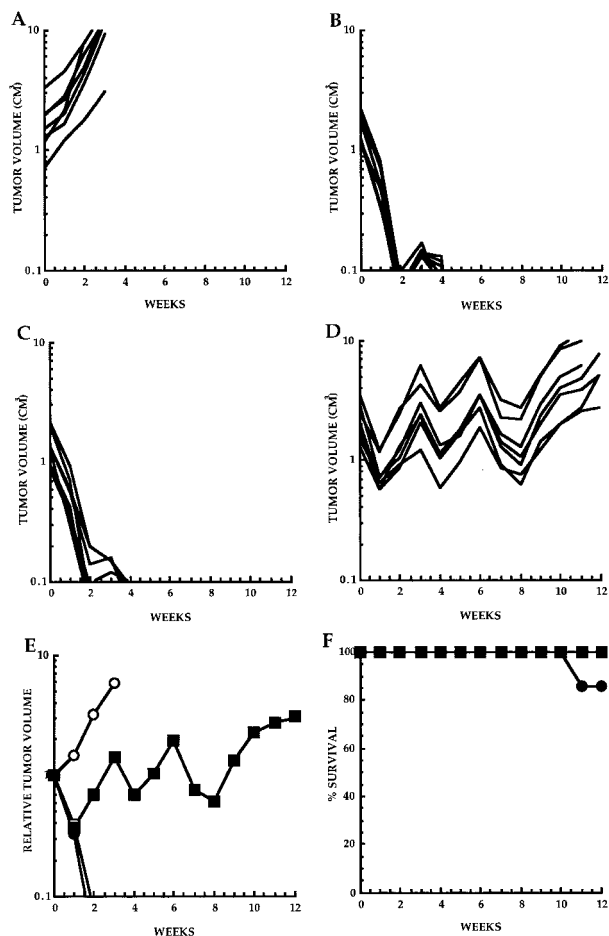 A
10
1
0.1
0 2 4 6 8 10 12
WEEKS
TUMOR VOLUME (CM³)
B
10
1
0.1
0 2 4 6 8 10 12
WEEKS
TUMOR VOLUME (CM³)
C
10
1
0.1
0 2 4 6 8 10 12
WEEKS
TUMOR VOLUME (CM³)
D
10
1
0.1
0 2 4 6 8 10 12
WEEKS
TUMOR VOLUME (CM³)
E
10
1
0.1
0 2 4 6 8 10 12
WEEKS
RELATIVE TUMOR VOLUME
F
100
80
60
40
20
0
0 2 4 6 8 10 12
WEEKS
% SURVIVAL